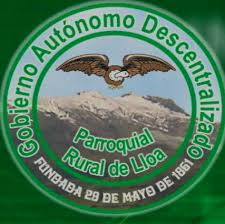 Gobierno Autónomo Descentralizado
Parroquial
Rural de Lloa
FUNDADA 29 DE MAYO DE 1861